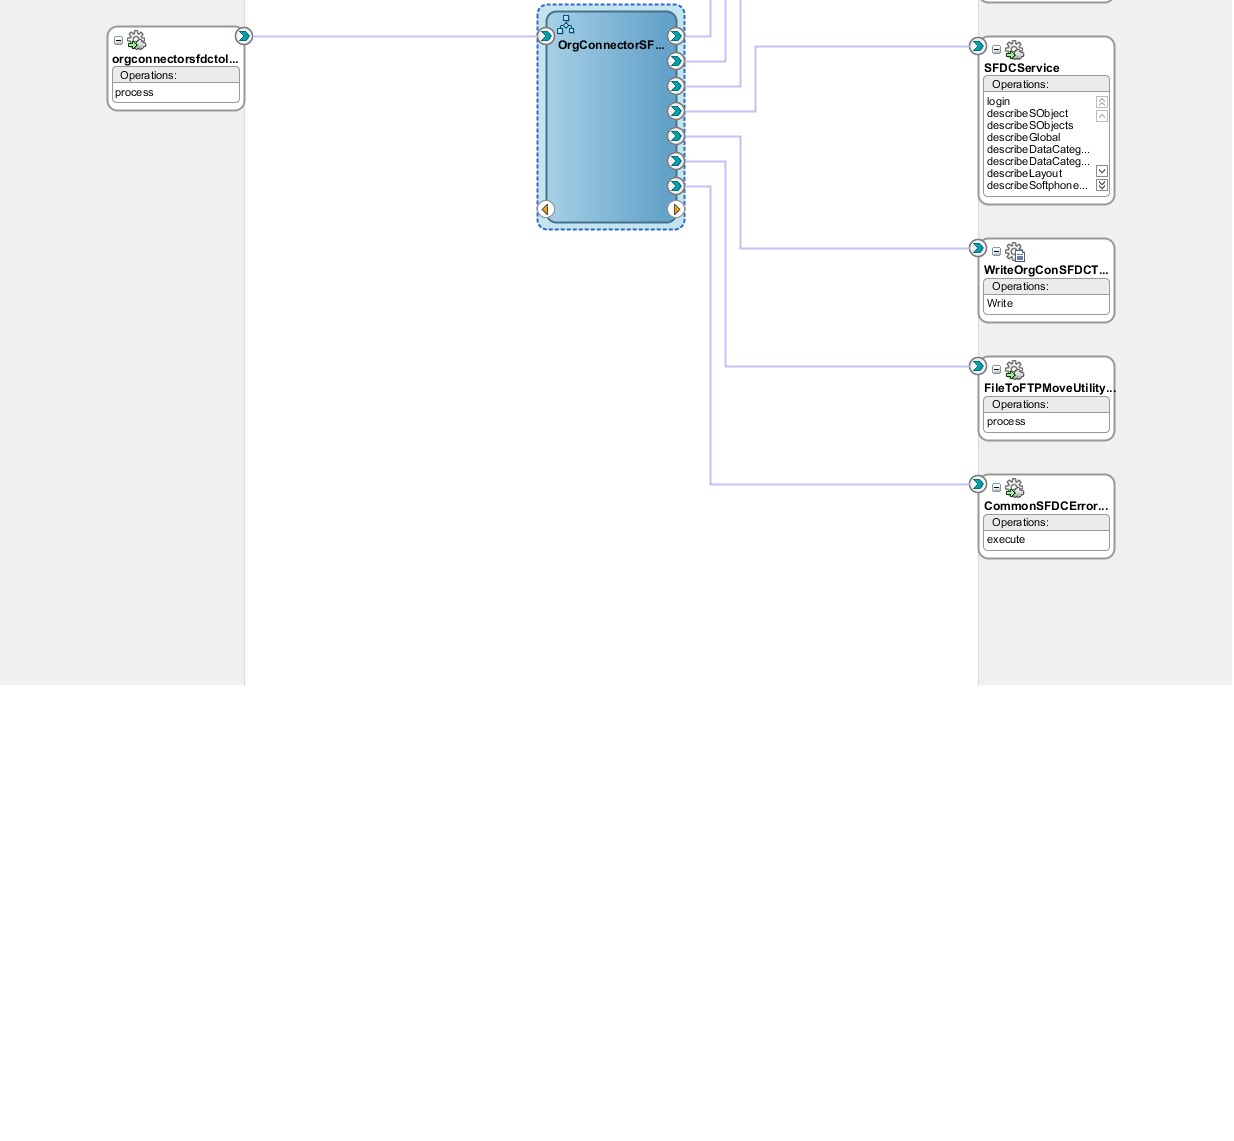 orgconnectorsfdctol...
Operations:
process
OrgConnectorSF...
SFDCService
Operations:
login
describeSObject
describeSObjects
describeGlobal
describeDataCateg...
describeDataCateg...
describeLayout
describeSoftphone...
WriteOrgConSFDCT...
Operations:
Write
FileToFTPMoveUtility...
Operations:
process
CommonSFDCError...
Operations:
execute